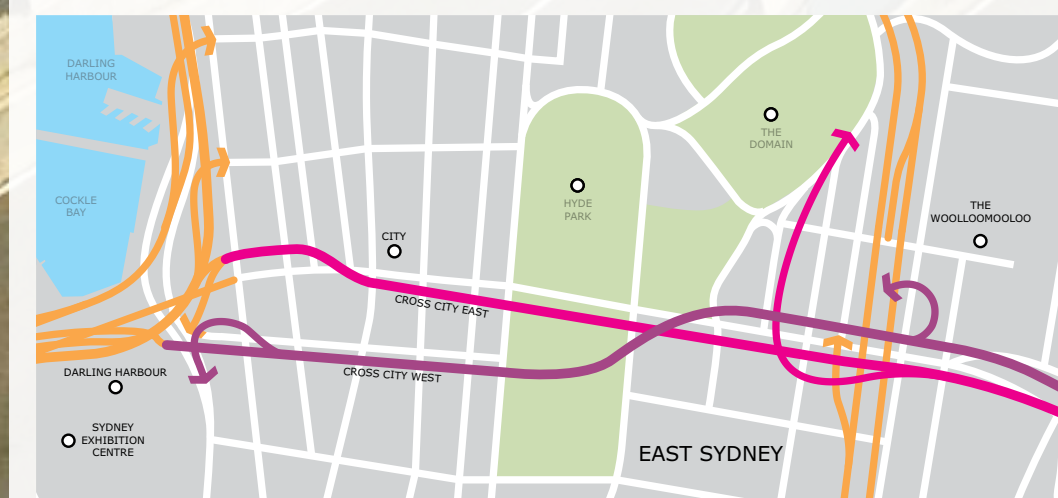 DARLING
HARBOUR
THE
DOMAIN
COCKLE
BAY
HYDE
PARK
THE
WOOLLOOMOOLOO
CITY
CROSS CITY EAST
CROSS CITY WEST
DARLING HARBOUR
SYDNEY
EXHIBITION
CENTRE
EAST SYDNEY